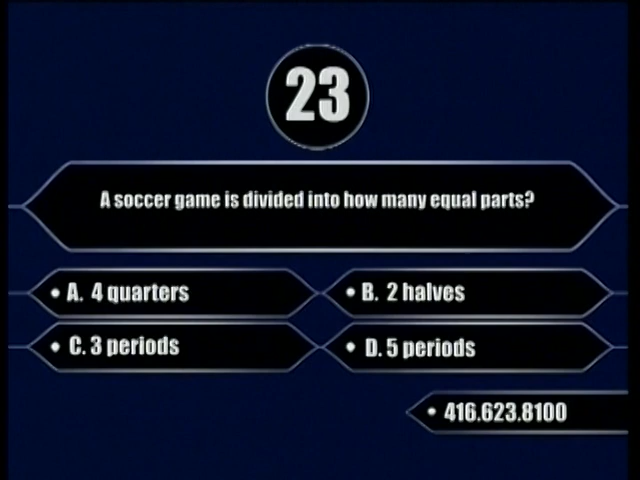 23
A soccer game is divided into how many equal parts?
• A. 4 quarters
• B. 2 halves
• C. 3 periods
• D. 5 periods
• 416.623.8100